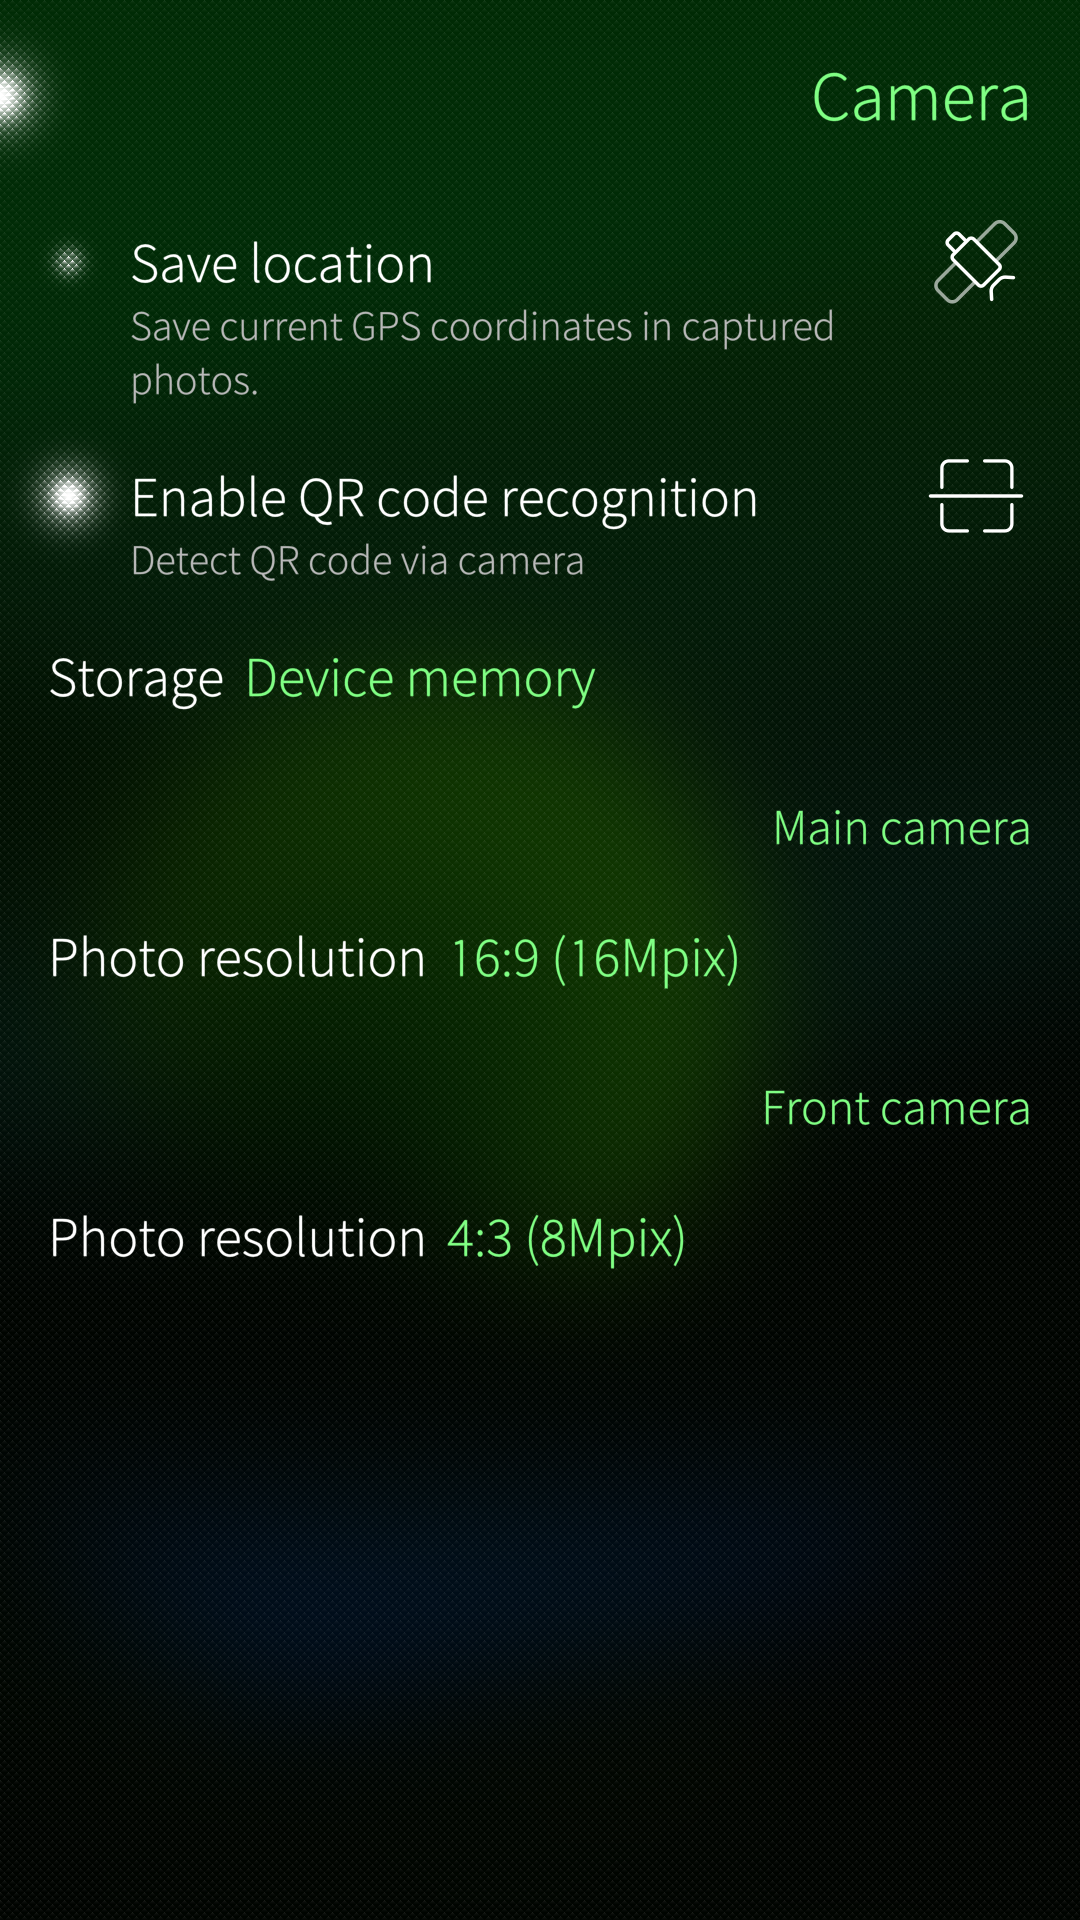 Camera
Save location
Save current GPS coordinates in captured
photos.
Enable QR code recognition
Detect QR code via camera
Storage Device memory
Main camera
Photo resolution 16:9 (16Mpix)
Front camera
Photo resolution 4:3 (8Mpix)